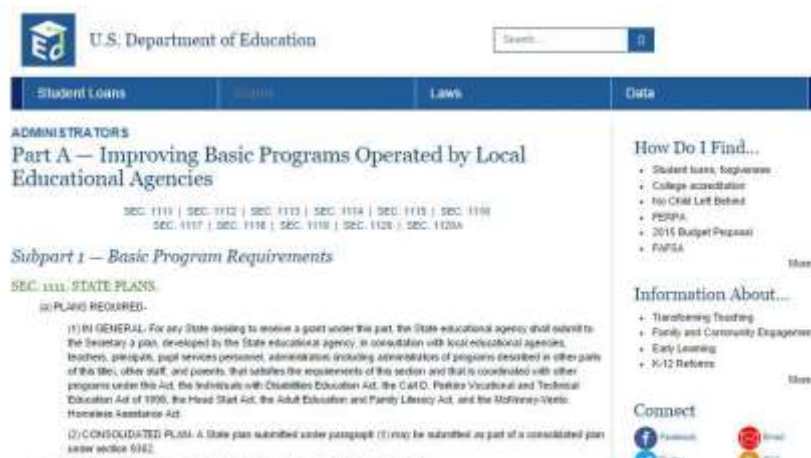 Ed
U.S. Department of Education
Search...
Student Loans
Grants
Laws
Data
ADMINISTRATORS
Part A — Improving Basic Programs Operated by Local
Educational Agencies
SEC. 1111 | SEC. 1112 | SEC. 1113 | SEC. 1114 | SEC. 1115 | SEC. 1116
SEC. 1117 | SEC. 1118 | SEC. 1119 | SEC. 1120 | SEC. 1120A
Subpart 1 — Basic Program Requirements
SEC. 1111. STATE PLANS.
(a) PLANS REQUIRED-
(1) IN GENERAL- For any State desiring to receive a grant under this part, the State educational agency shall submit to
the Secretary a plan, developed by the State educational agency, in consultation with local educational agencies,
teachers, principals, pupil services personnel, administrators (including administrators of programs described in other parts
of this title), other staff, and parents, that satisfies the requirements of this section and that is coordinated with other
programs under this Act, the Individuals with Disabilities Education Act, the Carl D. Perkins Vocational and Technical
Education Act of 1998, the Head Start Act, the Adult Education and Family Literacy Act, and the McKinney-Vento
Homeless Assistance Act.
(2) CONSOLIDATED PLAN- A State plan submitted under paragraph (1) may be submitted as part of a consolidated plan
under section 9302.
How Do I Find...
Student loans, forgiveness
College accreditation
No Child Left Behind
FERPA
2015 Budget Proposal
FAFSA
More
Information About...
Transforming Teaching
Family and Community Engagement
Early Learning
K-12 Reforms
More
Connect
Facebook
Email